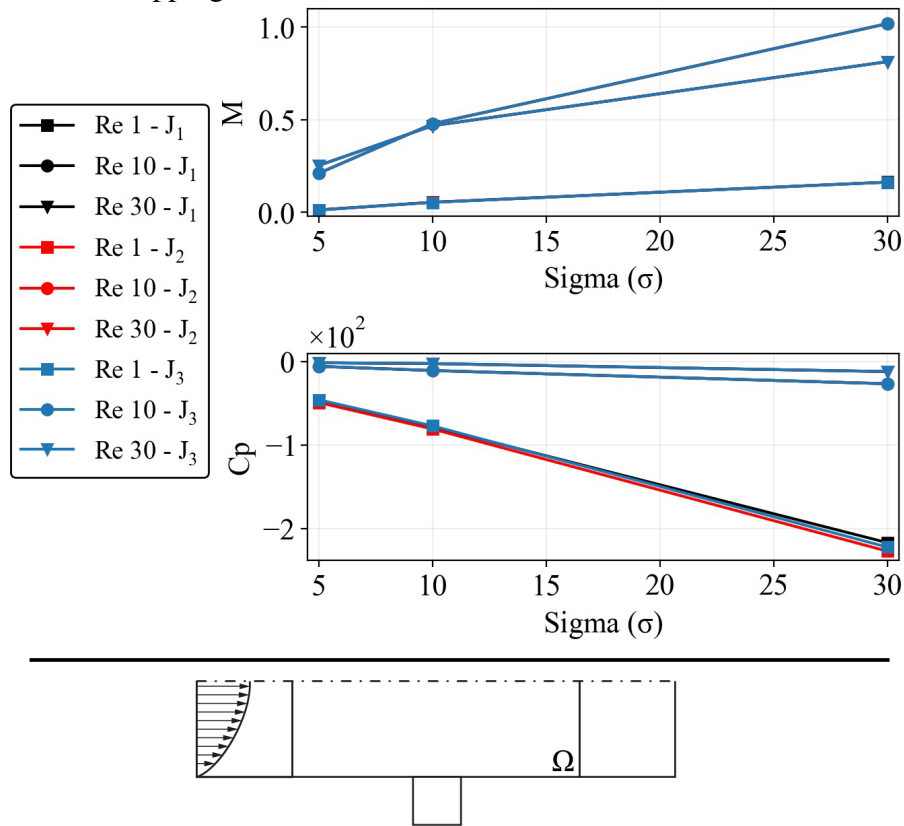 1.0
0.5
0.0
M
5 10 15 20 25 30
Sigma (σ)
Re 1 - J₁
Re 10 - J₁
Re 30 - J₁
Re 1 - J₂
Re 10 - J₂
Re 30 - J₂
Re 1 - J₃
Re 10 - J₃
Re 30 - J₃
×10²
0
−1
−2
Cp
5 10 15 20 25 30
Sigma (σ)
Ω